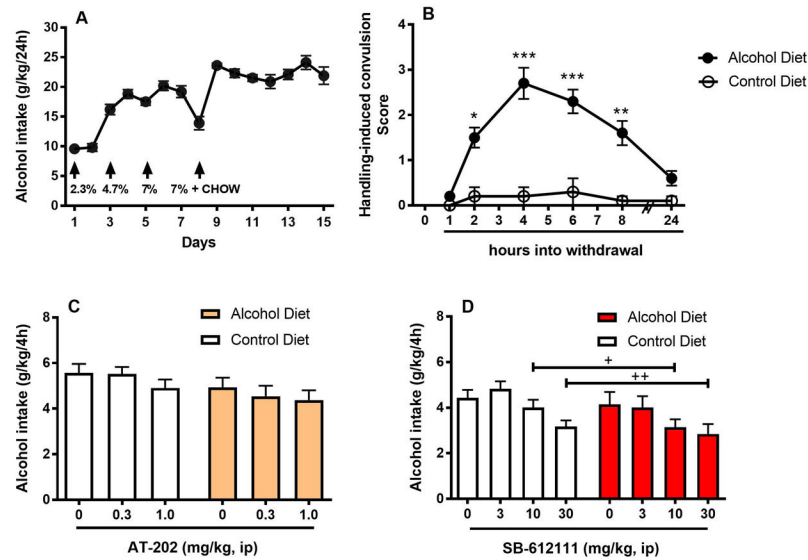 A
Alcohol intake (g/kg/24h)
30
25
20
15
10
5
0
2.3% 4.7% 7% 7% + CHOW
1 3 5 7 9 11 13 15
Days
B
Handling-induced convulsion
Score
4
3
2
1
0
* *** *** **
0 1 2 3 4 5 6 7 8 24
hours into withdrawal
Alcohol Diet
Control Diet
C
Alcohol intake (g/kg/4h)
8
6
4
2
0
Alcohol Diet
Control Diet
0 0.3 1.0 0 0.3 1.0
AT-202 (mg/kg, ip)
D
Alcohol intake (g/kg/4h)
8
6
4
2
0
Alcohol Diet
Control Diet
+
++
0 3 10 30 0 3 10 30
SB-612111 (mg/kg, ip)